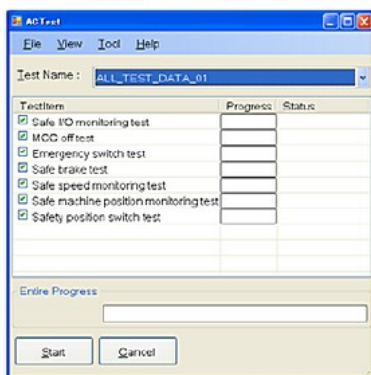 ACTest
File View Tool Help
Test Name : ALL_TEST_DATA_01
TestItem Progress Status
Safe I/O monitoring test
MCC off test
Emergency switch test
Safe brake test
Safe speed monitoring test
Safe machine position monitoring test
Safety position switch test
Entire Progress
Start Cancel